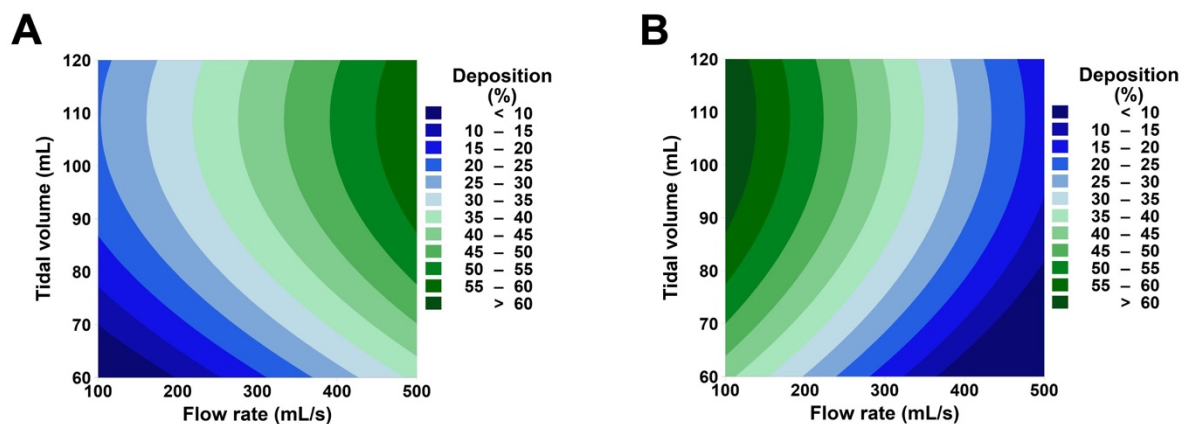 A
120
110
100
90
80
70
60
Tidal volume (mL)
100 200 300 400 500
Flow rate (mL/s)
Deposition
(%)
< 10
10 – 15
15 – 20
20 – 25
25 – 30
30 – 35
35 – 40
40 – 45
45 – 50
50 – 55
55 – 60
> 60
B
120
110
100
90
80
70
60
Tidal volume (mL)
100 200 300 400 500
Flow rate (mL/s)
Deposition
(%)
< 10
10 – 15
15 – 20
20 – 25
25 – 30
30 – 35
35 – 40
40 – 45
45 – 50
50 – 55
55 – 60
> 60